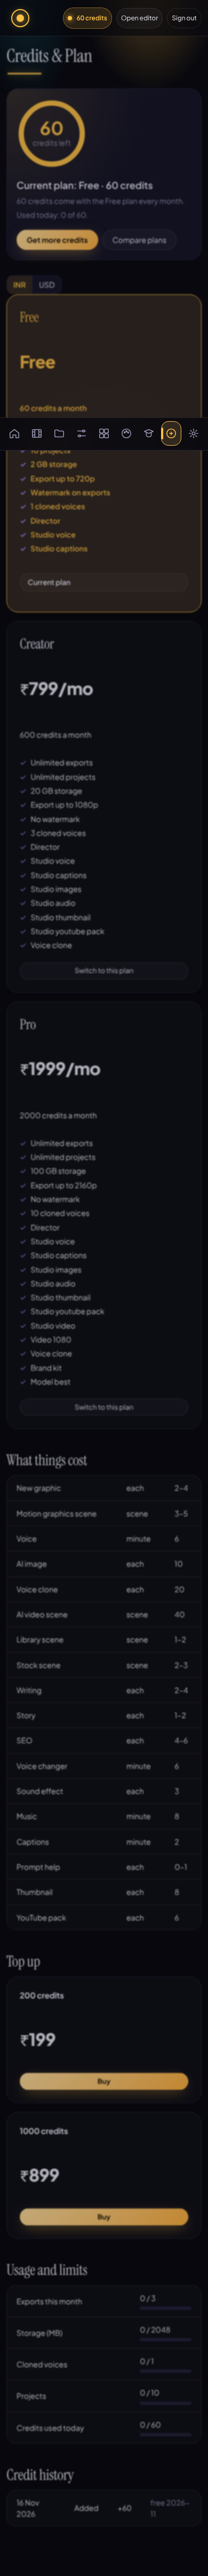 60 credits
Open editor
Sign out
Credits & Plan
60
credits left
Current plan: Free · 60 credits
60 credits come with the Free plan every month.
Used today: 0 of 60.
Get more credits
Compare plans
INR USD
Free
Free
60 credits a month
10 projects
2 GB storage
Export up to 720p
Watermark on exports
1 cloned voices
Director
Studio voice
Studio captions
Current plan
Creator
₹799/mo
600 credits a month
Unlimited exports
Unlimited projects
20 GB storage
Export up to 1080p
No watermark
3 cloned voices
Director
Studio voice
Studio captions
Studio images
Studio audio
Studio thumbnail
Studio youtube pack
Voice clone
Switch to this plan
Pro
₹1999/mo
2000 credits a month
Unlimited exports
Unlimited projects
100 GB storage
Export up to 2160p
No watermark
10 cloned voices
Director
Studio voice
Studio captions
Studio images
Studio audio
Studio thumbnail
Studio youtube pack
Studio video
Video 1080
Voice clone
Brand kit
Model best
Switch to this plan
What things cost
New graphic each 2–4
Motion graphics scene scene 3–5
Voice minute 6
AI image each 10
Voice clone each 20
AI video scene scene 40
Library scene scene 1–2
Stock scene scene 2–3
Writing each 2–4
Story each 1–2
SEO each 4–6
Voice changer minute 6
Sound effect each 3
Music minute 8
Captions minute 2
Prompt help each 0–1
Thumbnail each 8
YouTube pack each 6
Top up
200 credits
₹199
Buy
1000 credits
₹899
Buy
Usage and limits
Exports this month 0 / 3
Storage (MB) 0 / 2048
Cloned voices 0 / 1
Projects 0 / 10
Credits used today 0 / 60
Credit history
16 Nov 2026 Added +60 free 2026-11